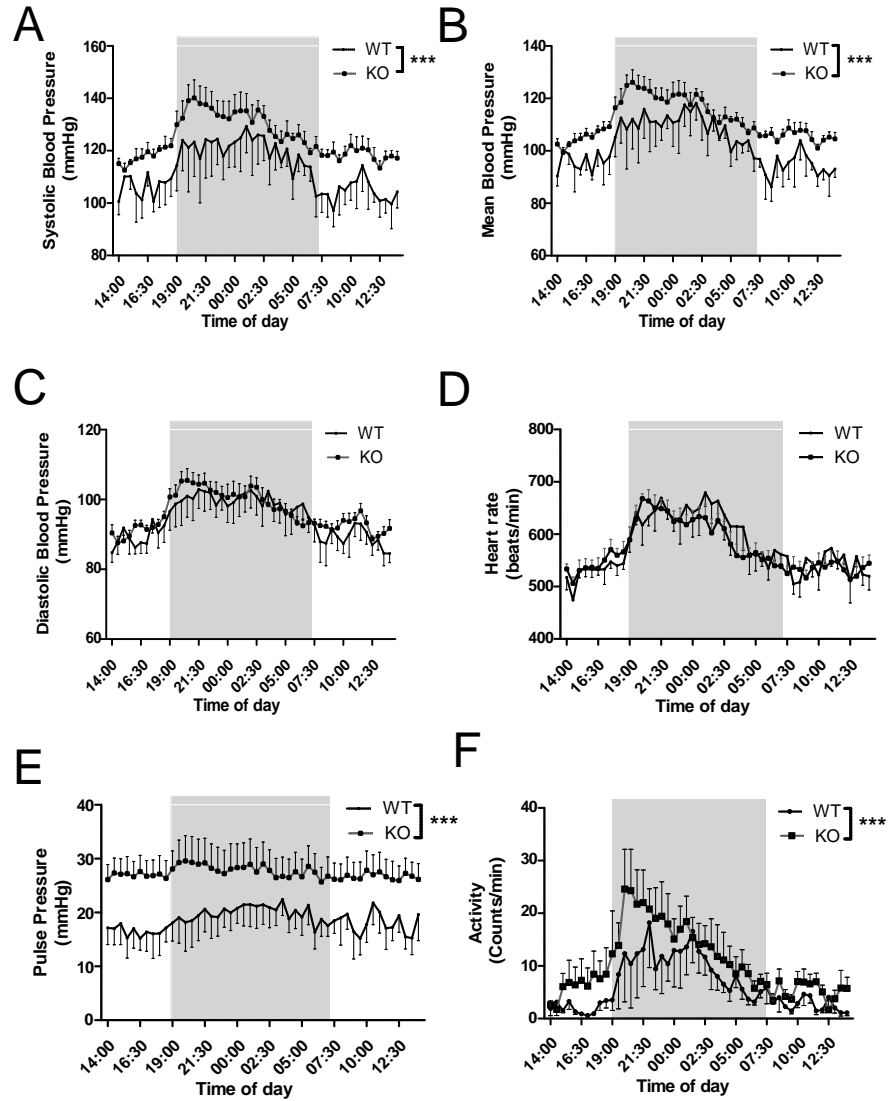 A
Systolic Blood Pressure
(mmHg)
160
140
120
100
80
14:00
16:30
19:00
21:30
00:00
02:30
05:00
07:30
10:00
12:30
Time of day
WT
KO
***
B
Mean Blood Pressure
(mmHg)
140
120
100
80
60
14:00
16:30
19:00
21:30
00:00
02:30
05:00
07:30
10:00
12:30
Time of day
WT
KO
***
C
Diastolic Blood Pressure
(mmHg)
120
100
80
60
14:00
16:30
19:00
21:30
00:00
02:30
05:00
07:30
10:00
12:30
Time of day
WT
KO
D
Heart rate
(beats/min)
800
700
600
500
400
14:00
16:30
19:00
21:30
00:00
02:30
05:00
07:30
10:00
12:30
Time of day
WT
KO
E
Pulse Pressure
(mmHg)
40
30
20
10
0
14:00
16:30
19:00
21:30
00:00
02:30
05:00
07:30
10:00
12:30
Time of day
WT
KO
***
F
Activity
(Counts/min)
40
30
20
10
0
14:00
16:30
19:00
21:30
00:00
02:30
05:00
07:30
10:00
12:30
Time of day
WT
KO
***